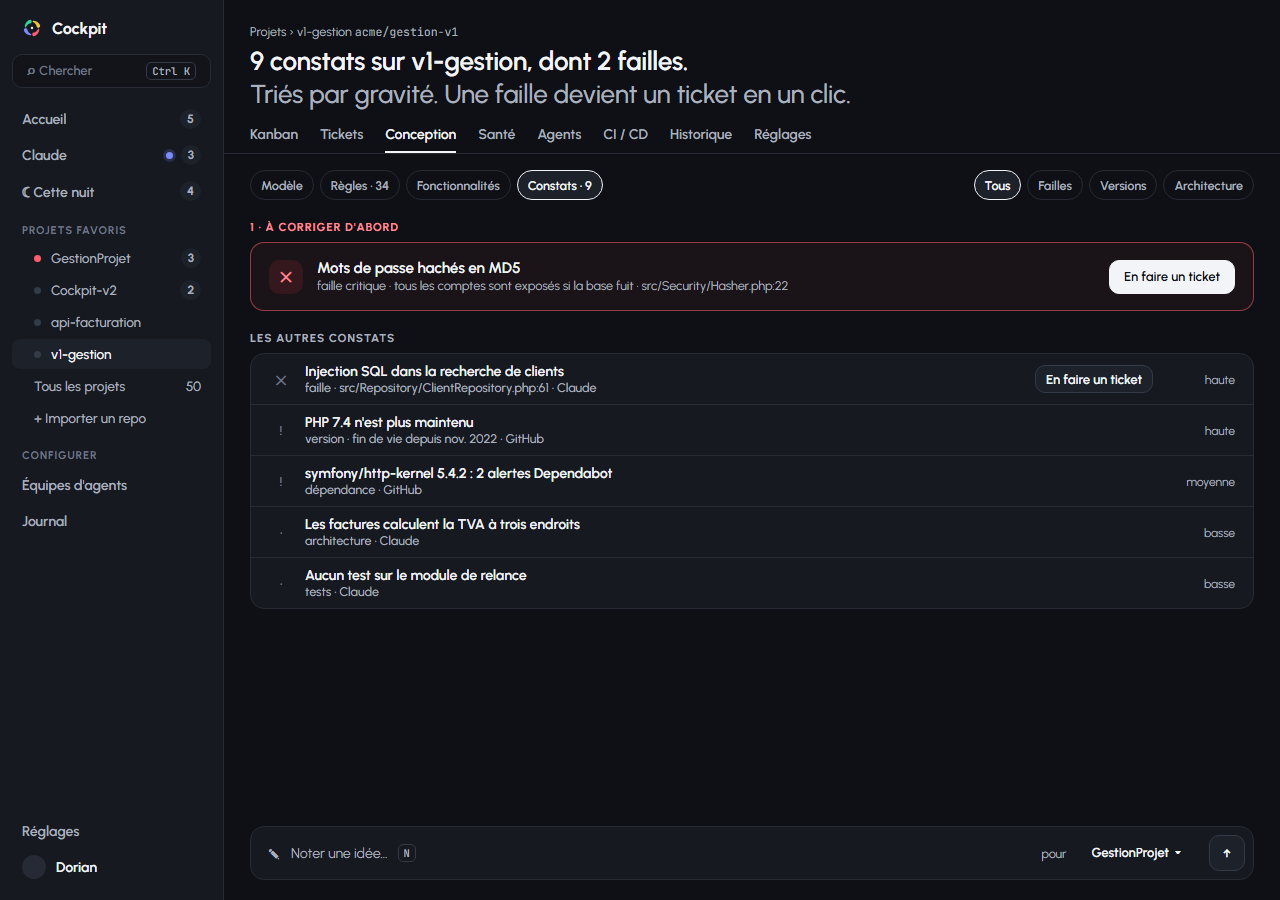 Cockpit
Chercher Ctrl K
Accueil 5
Claude 3
Cette nuit 4
PROJETS FAVORIS
GestionProjet 3
Cockpit-v2 2
api-facturation
v1-gestion
Tous les projets 50
+ Importer un repo
CONFIGURER
Équipes d'agents
Journal
Réglages
Dorian
Projets › v1-gestion acme/gestion-v1
9 constats sur v1-gestion, dont 2 failles.
Triés par gravité. Une faille devient un ticket en un clic.
Kanban Tickets Conception Santé Agents CI / CD Historique Réglages
Modèle Règles · 34 Fonctionnalités Constats · 9 Tous Failles Versions Architecture
1 · À CORRIGER D'ABORD
Mots de passe hachés en MD5
faille critique · tous les comptes sont exposés si la base fuit · src/Security/Hasher.php:22
En faire un ticket
LES AUTRES CONSTATS
Injection SQL dans la recherche de clients
faille · src/Repository/ClientRepository.php:61 · Claude
En faire un ticket haute
! PHP 7.4 n'est plus maintenu
version · fin de vie depuis nov. 2022 · GitHub
haute
! symfony/http-kernel 5.4.2 : 2 alertes Dependabot
dépendance · GitHub
moyenne
· Les factures calculent la TVA à trois endroits
architecture · Claude
basse
· Aucun test sur le module de relance
tests · Claude
basse
Noter une idée… N pour GestionProjet